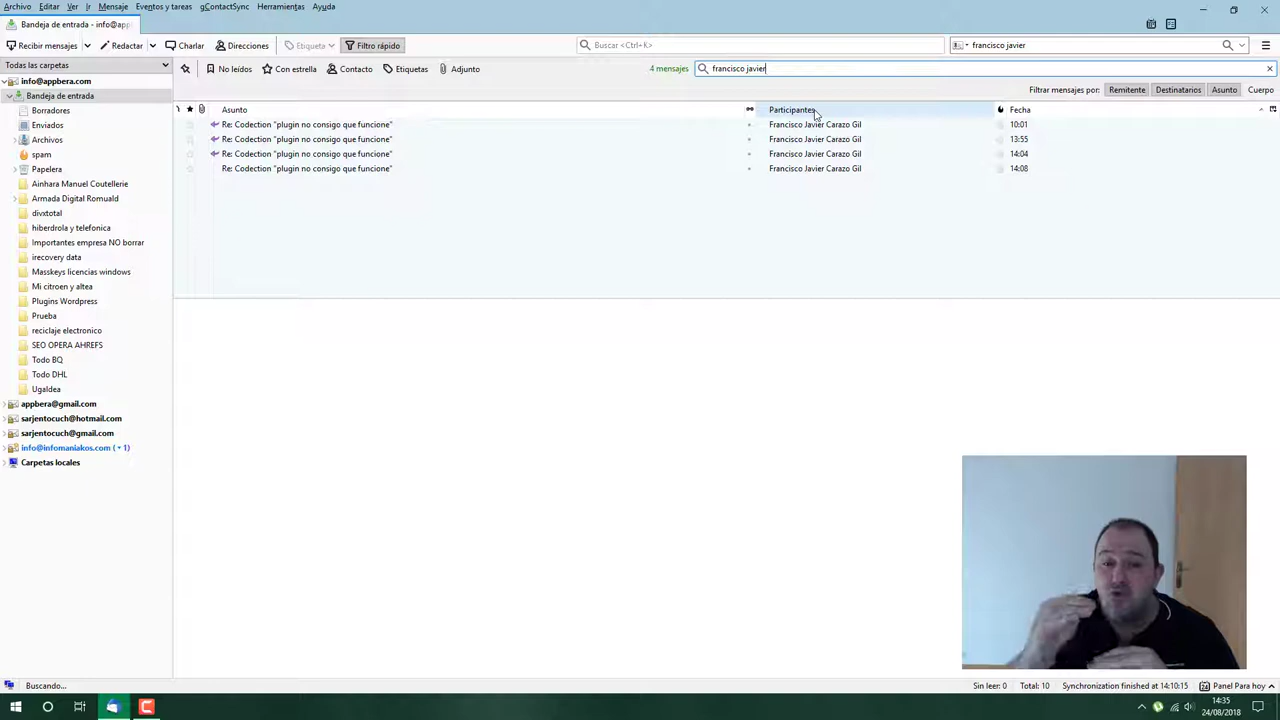 Archivo Editar Ver Ir Mensaje Eventos y tareas gContactSync Herramientas Ayuda
Bandeja de entrada - info@app
Recibir mensajes Redactar Charlar Direcciones Etiqueta Filtro rápido Buscar <Ctrl+K> francisco javier
Todas las carpetas No leídos Con estrella Contacto Etiquetas Adjunto 4 mensajes francisco javier
Filtrar mensajes por: Remitente Destinatarios Asunto Cuerpo
Asunto Participantes Fecha
Re: Codection "plugin no consigo que funcione" Francisco Javier Carazo Gil 10:01
Re: Codection "plugin no consigo que funcione" Francisco Javier Carazo Gil 13:55
Re: Codection "plugin no consigo que funcione" Francisco Javier Carazo Gil 14:04
Re: Codection "plugin no consigo que funcione" Francisco Javier Carazo Gil 14:08
info@appbera.com
Bandeja de entrada
Borradores
Enviados
Archivos
spam
Papelera
Ainhara Manuel Coutellerie
Armada Digital Romuald
divxtotal
hiberdrola y telefonica
Importantes empresa NO borrar
irecovery data
Masskeys licencias windows
Mi citroen y altea
Plugins Wordpress
Prueba
reciclaje electronico
SEO OPERA AHREFS
Todo BQ
Todo DHL
Ugaldea
appbera@gmail.com
sarjentocuch@hotmail.com
sarjentocuch@gmail.com
info@infomaniakos.com ( • 1)
Carpetas locales
Buscando... Sin leer: 0 Total: 10 Synchronization finished at 14:10:15 Panel Para hoy
14:35
24/08/2018